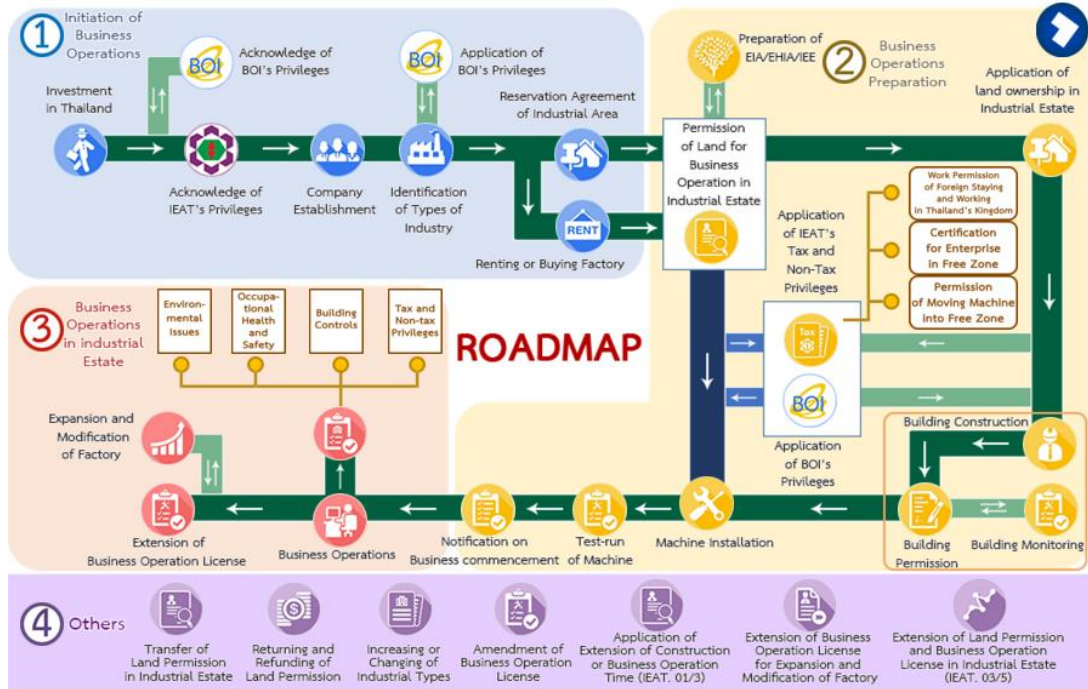 1 Initiation of
Business
Operations
BOI
Acknowledge of
BOI's Privileges
BOI
Application of
BOI's Privileges
Investment
in Thailand
Acknowledge of
IEAT's Privileges
Company
Establishment
Identification
of Types of
Industry
Reservation Agreement
of Industrial Area
RENT
Renting or Buying Factory
Preparation of
EIA/EHIA/IEE
2 Business
Operations
Preparation
Application of
land ownership in
Industrial Estate
Permission
of Land for
Business
Operation in
Industrial Estate
Application
of IEAT's
Tax and
Non-Tax
Privileges
Work Permission
of Foreign Staying
and Working
in Thailand's Kingdom
Certification
for Enterprise
in Free Zone
Permission
of Moving Machine
into Free Zone
Tax
BOI
Application
of BOI's
Privileges
Building Construction
Building
Permission
Building Monitoring
Machine Installation
Test-run
of Machine
Notification on
Business commencement
ROADMAP
3 Business
Operations
in industrial
Estate
Environ-
mental
Issues
Occupa-
tional
Health
and
Safety
Building
Controls
Tax and
Non-tax
Privileges
Expansion and
Modification
of Factory
Extension of
Business Operation License
Business Operations
4 Others
Transfer of
Land Permission
in Industrial Estate
Returning and
Refunding of
Land Permission
Increasing or
Changing of
Industrial Types
Amendment of
Business Operation
License
Application of
Extension of Construction
or Business Operation
Time (IEAT. 01/3)
Extension of Business
Operation License
for Expansion and
Modification of Factory
Extension of Land Permission
and Business Operation
License in Industrial Estate
(IEAT. 03/5)